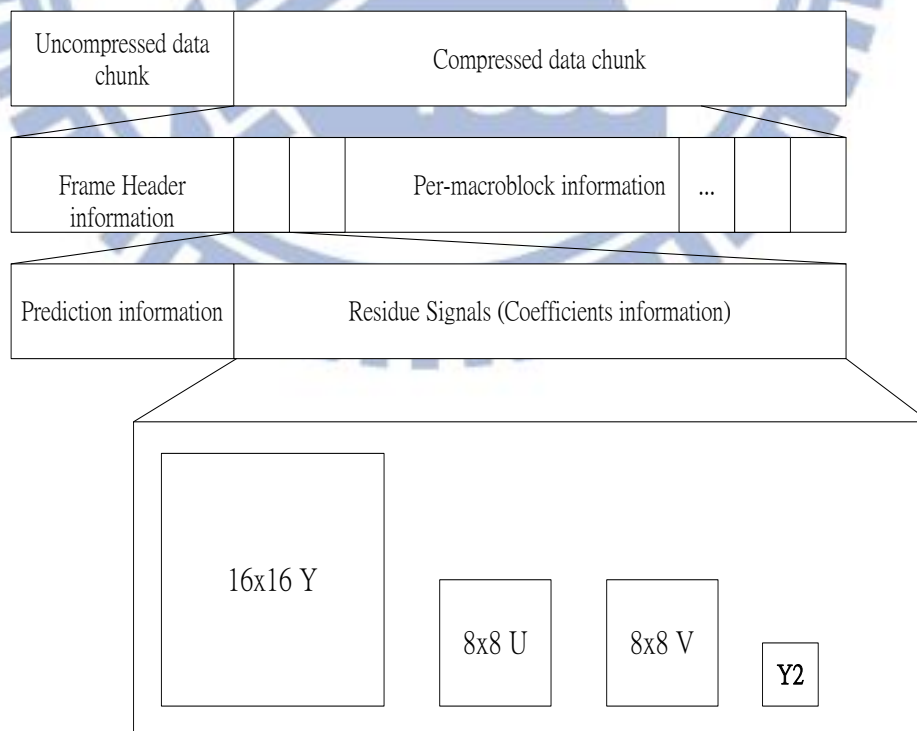 Uncompressed data
chunk
Compressed data chunk
Frame Header
information
Per-macroblock information
...
Prediction information
Residue Signals (Coefficients information)
16x16 Y
8x8 U
8x8 V
Y2